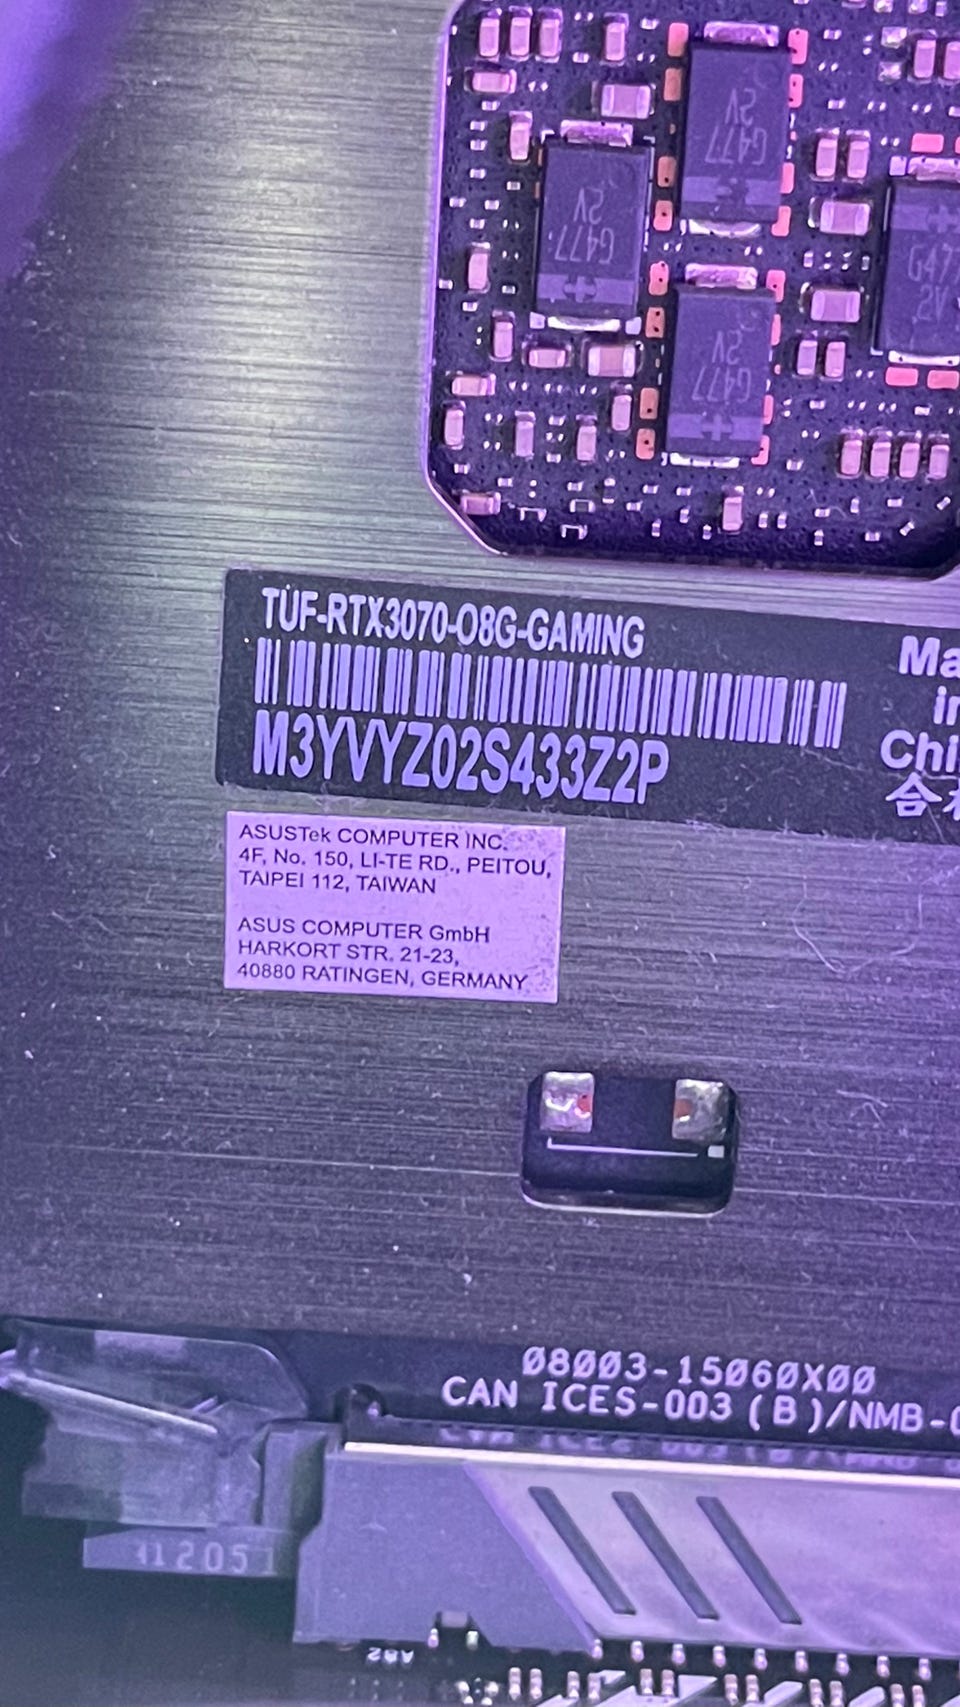 2V
G477
2V
G477
2V
G477
TUF-RTX3070-O8G-GAMING
M3YVYZ02S433Z2P
in
合
ASUSTek COMPUTER INC.
4F, No. 150, LI-TE RD., PEITOU,
TAIPEI 112, TAIWAN
ASUS COMPUTER GmbH
HARKORT STR. 21-23,
40880 RATINGEN, GERMANY
08003-15060X00
CAN ICES-003 (B)/NMB-